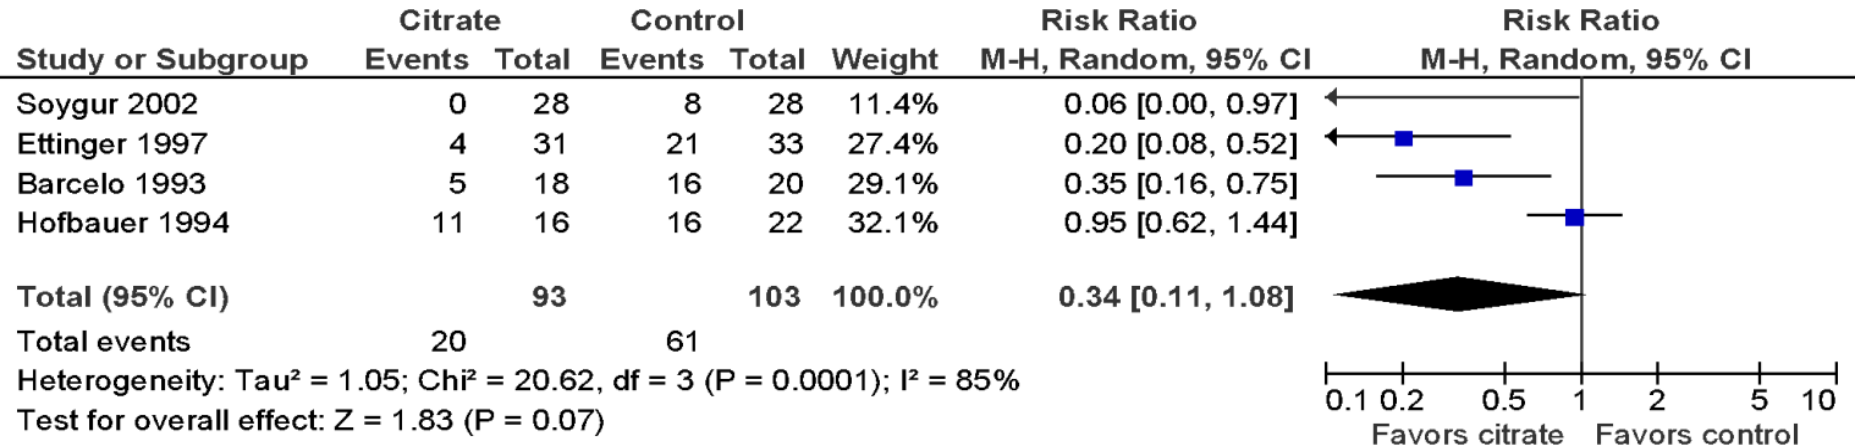 Citrate Control Risk Ratio Risk Ratio
Study or Subgroup Events Total Events Total Weight M-H, Random, 95% CI M-H, Random, 95% CI
Soygur 2002 0 28 8 28 11.4% 0.06 [0.00, 0.97]
Ettinger 1997 4 31 21 33 27.4% 0.20 [0.08, 0.52]
Barcelo 1993 5 18 16 20 29.1% 0.35 [0.16, 0.75]
Hofbauer 1994 11 16 16 22 32.1% 0.95 [0.62, 1.44]
Total (95% CI) 93 103 100.0% 0.34 [0.11, 1.08]
Total events 20 61
Heterogeneity: Tau² = 1.05; Chi² = 20.62, df = 3 (P = 0.0001); I² = 85%
Test for overall effect: Z = 1.83 (P = 0.07)
0.1 0.2 0.5 1 2 5 10
Favors citrate Favors control